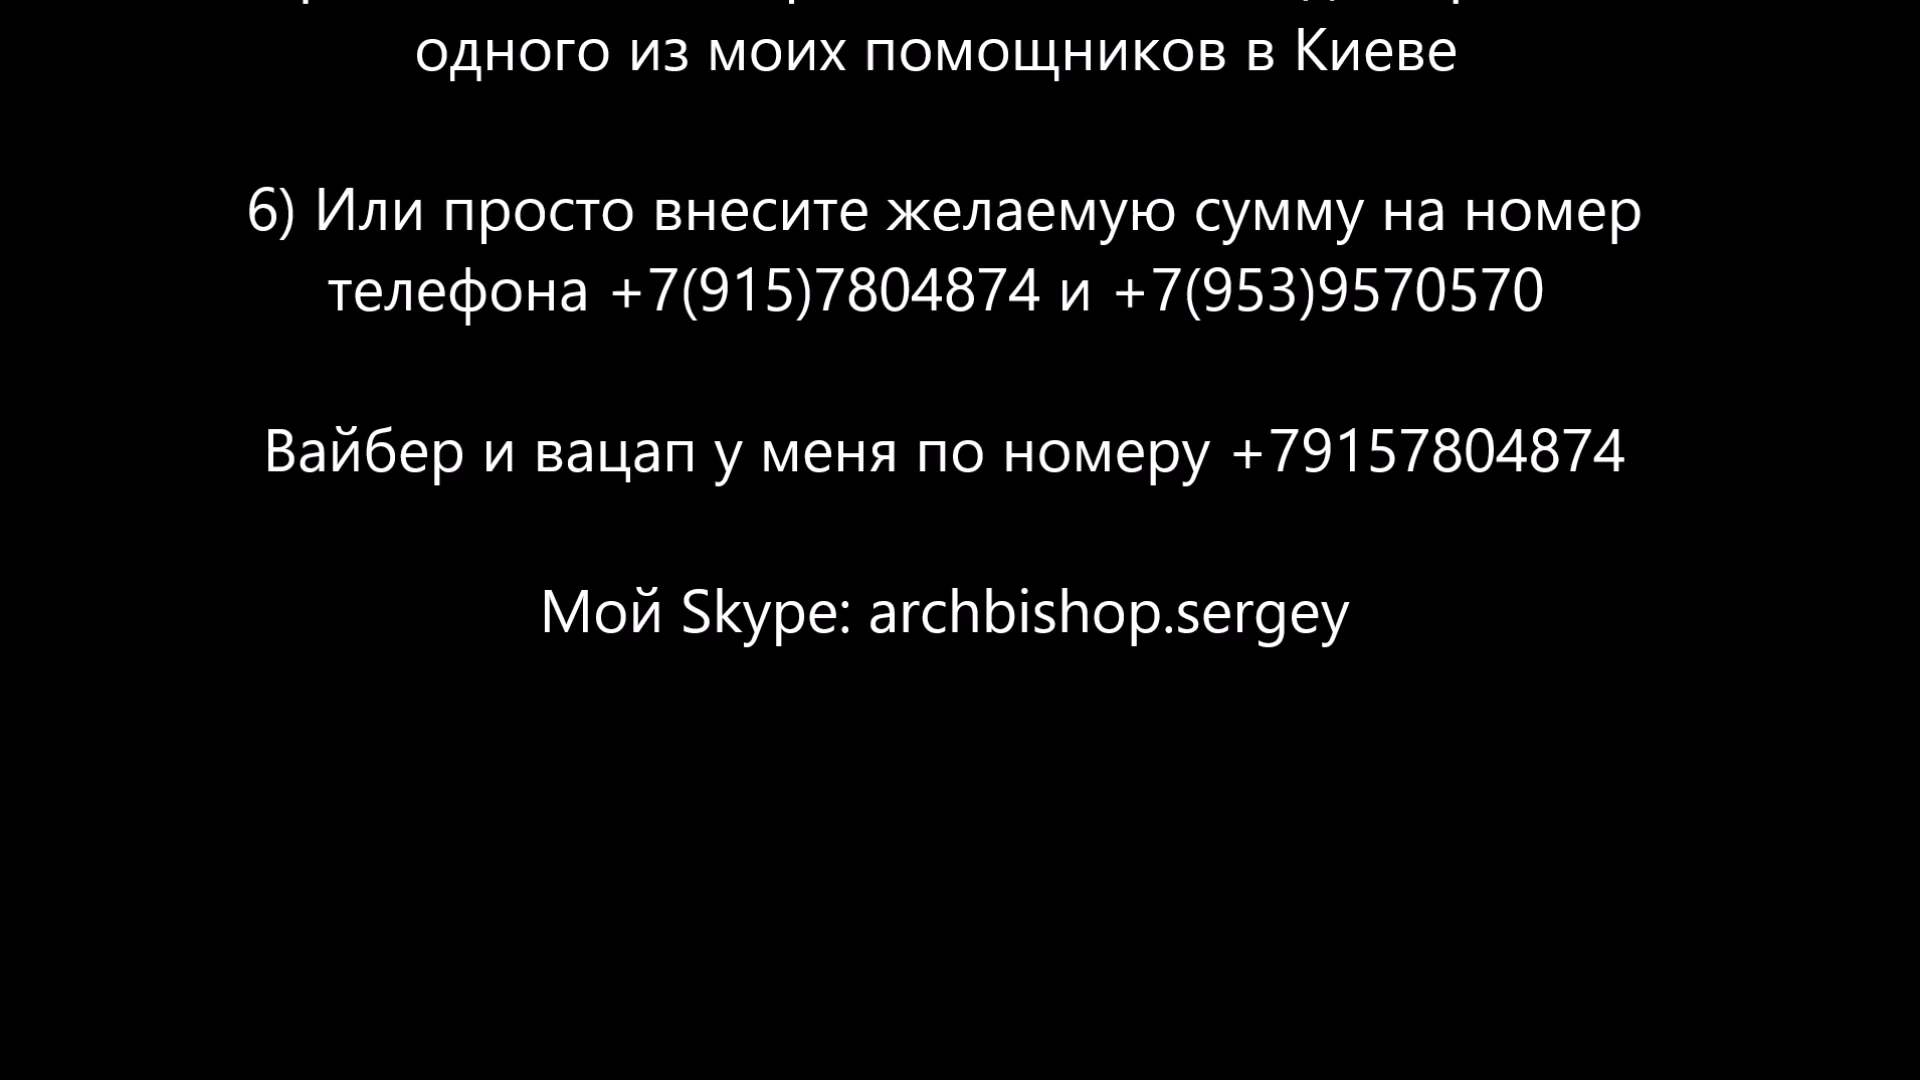 одного из моих помощников в Киеве
6) Или просто внесите желаемую сумму на номер
телефона +7(915)7804874 и +7(953)9570570
Вайбер и вацап у меня по номеру +79157804874
Мой Skype: archbishop.sergey